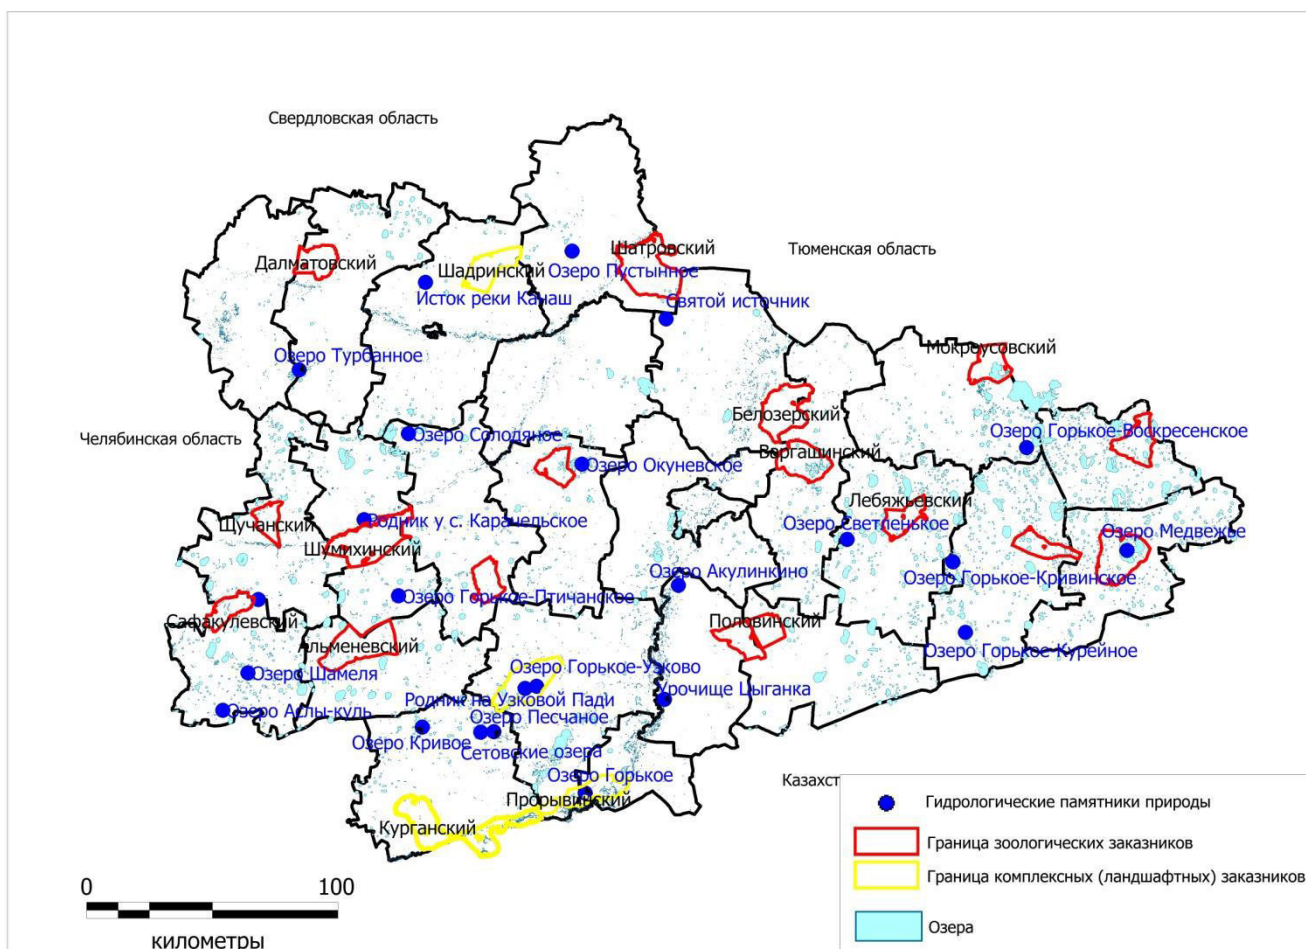 Свердловская область
Шатровский
Тюменская область
Далматовский
Шадринский
Озеро Пустынное
Исток реки Канаш
Святой источник
Мокроусовский
Озеро Турбанное
Белозерский
Челябинская область
Озеро Солодяное
Озеро Горькое-Воскресенское
Варгашинский
Озеро Окуневское
Лебяжьевский
Щучанский
Родник у с. Карачельское
Озеро Светленькое
Озеро Медвежье
Шумихинский
Озеро Акулинкино
Озеро Горькое-Кривинское
Озеро Горькое-Птичанское
Сафакулевский
Половинский
Альменевский
Озеро Горькое-Курейное
Озеро Шамеля
Озеро Горькое-Узково
Урочище Цыганка
Родник на Узковой Пади
Озеро Аслы-куль
Озеро Песчаное
Озеро Кривое
Сетовские озера
Озеро Горькое
Казахст
Прорывинский
Курганский
Гидрологические памятники природы
Граница зоологических заказников
Граница комплексных (ландшафтных) заказников
Озера
0 100
километры